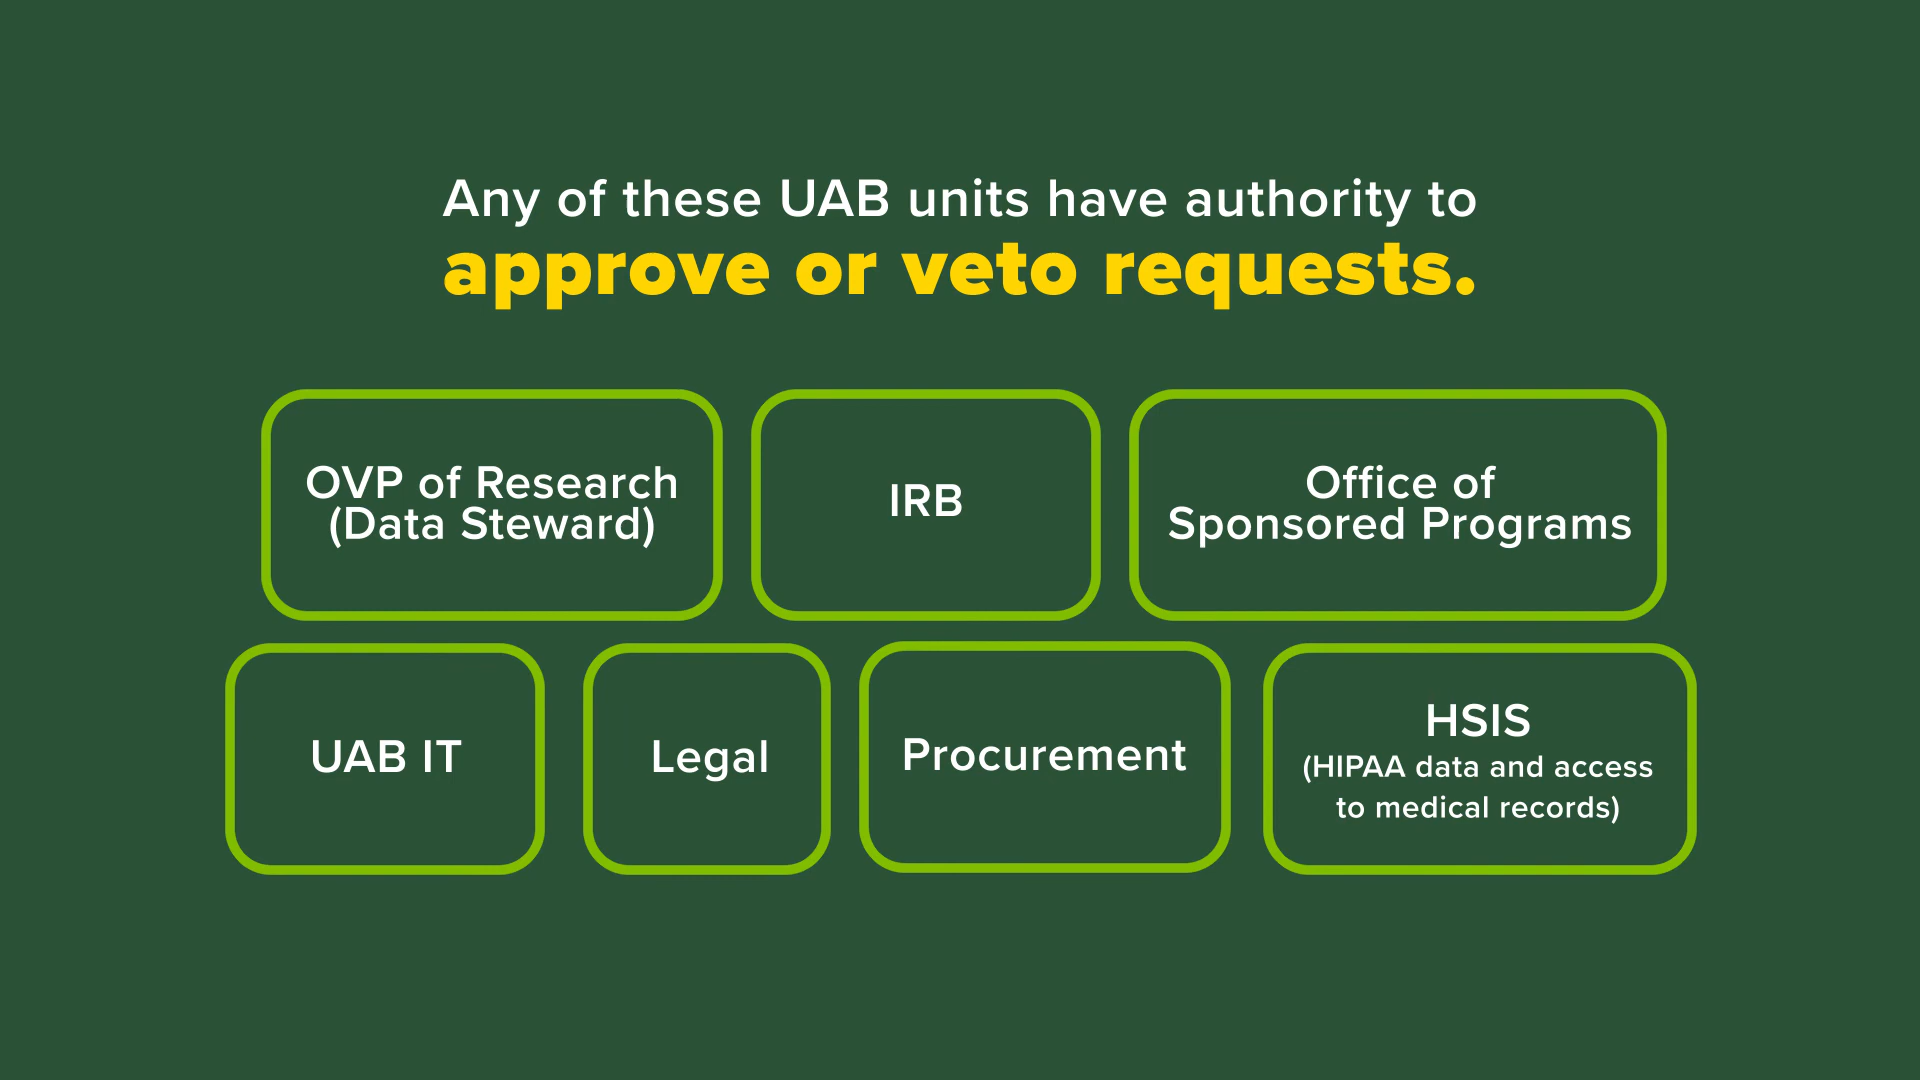 Any of these UAB units have authority to
approve or veto requests.
OVP of Research
(Data Steward)
IRB
Office of
Sponsored Programs
UAB IT
Legal
Procurement
HSIS
(HIPAA data and access
to medical records)